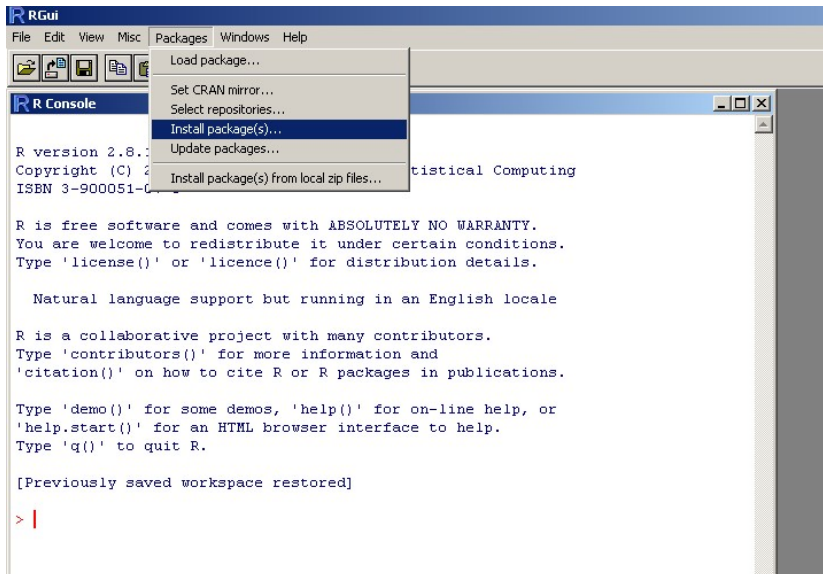 RGui
File Edit View Misc Packages Windows Help
Load package...
Set CRAN mirror...
Select repositories...
Install package(s)...
Update packages...
Install package(s) from local zip files...
R Console
R version 2.8.
Copyright (C) 2 tistical Computing
ISBN 3-900051-
R is free software and comes with ABSOLUTELY NO WARRANTY.
You are welcome to redistribute it under certain conditions.
Type 'license()' or 'licence()' for distribution details.
Natural language support but running in an English locale
R is a collaborative project with many contributors.
Type 'contributors()' for more information and
'citation()' on how to cite R or R packages in publications.
Type 'demo()' for some demos, 'help()' for on-line help, or
'help.start()' for an HTML browser interface to help.
Type 'q()' to quit R.
[Previously saved workspace restored]
>